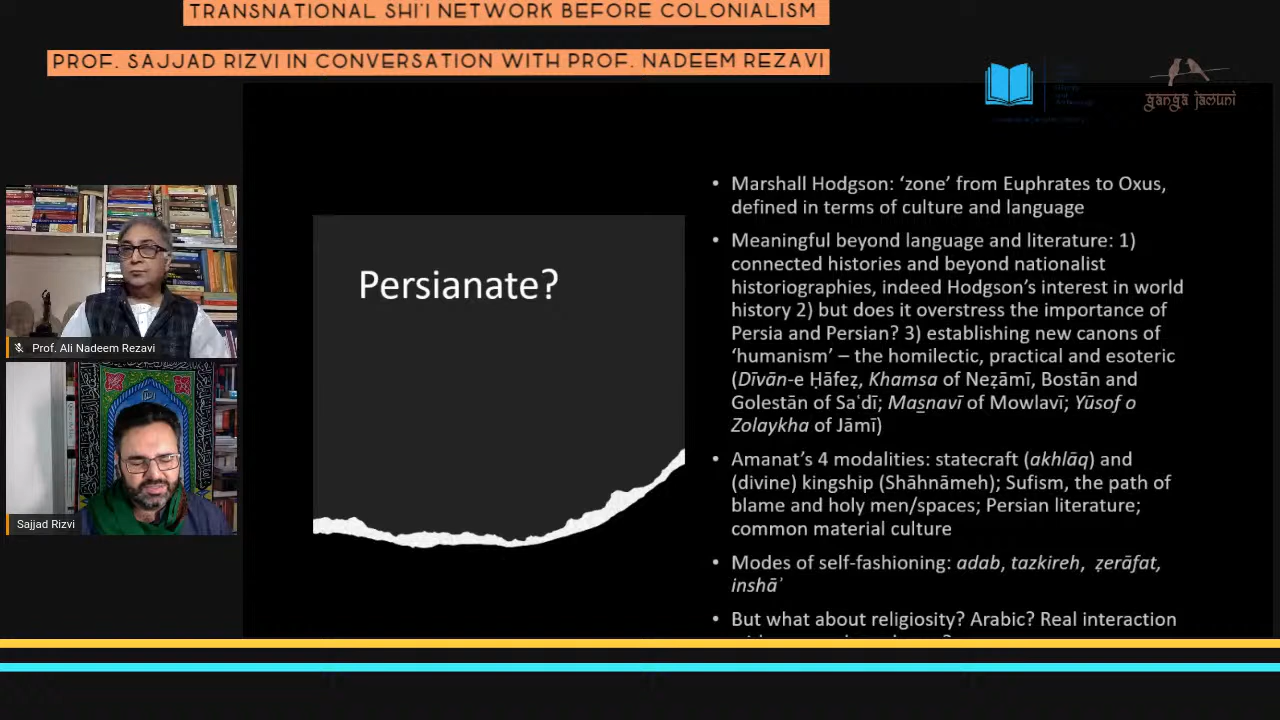 TRANSNATIONAL SHI'I NETWORK BEFORE COLONIALISM
PROF. SAJJAD RIZVI IN CONVERSATION WITH PROF. NADEEM REZAVI
ganga jamuni
Persianate?
• Marshall Hodgson: ‘zone’ from Euphrates to Oxus,
defined in terms of culture and language
• Meaningful beyond language and literature: 1)
connected histories and beyond nationalist
historiographies, indeed Hodgson’s interest in world
history 2) but does it overstress the importance of
Persia and Persian? 3) establishing new canons of
‘humanism’ – the homilectic, practical and esoteric
(Dīvān-e Ḥāfeẓ, Khamsa of Neẓāmī, Bostān and
Golestān of Saʿdī; Mas̱navī of Mowlavī; Yūsof o
Zolaykha of Jāmī)
• Amanat’s 4 modalities: statecraft (akhlāq) and
(divine) kingship (Shāhnāmeh); Sufism, the path of
blame and holy men/spaces; Persian literature;
common material culture
• Modes of self-fashioning: adab, tazkireh, ẓerāfat,
inshāʾ
• But what about religiosity? Arabic? Real interaction
Prof. Ali Nadeem Rezavi
Sajjad Rizvi